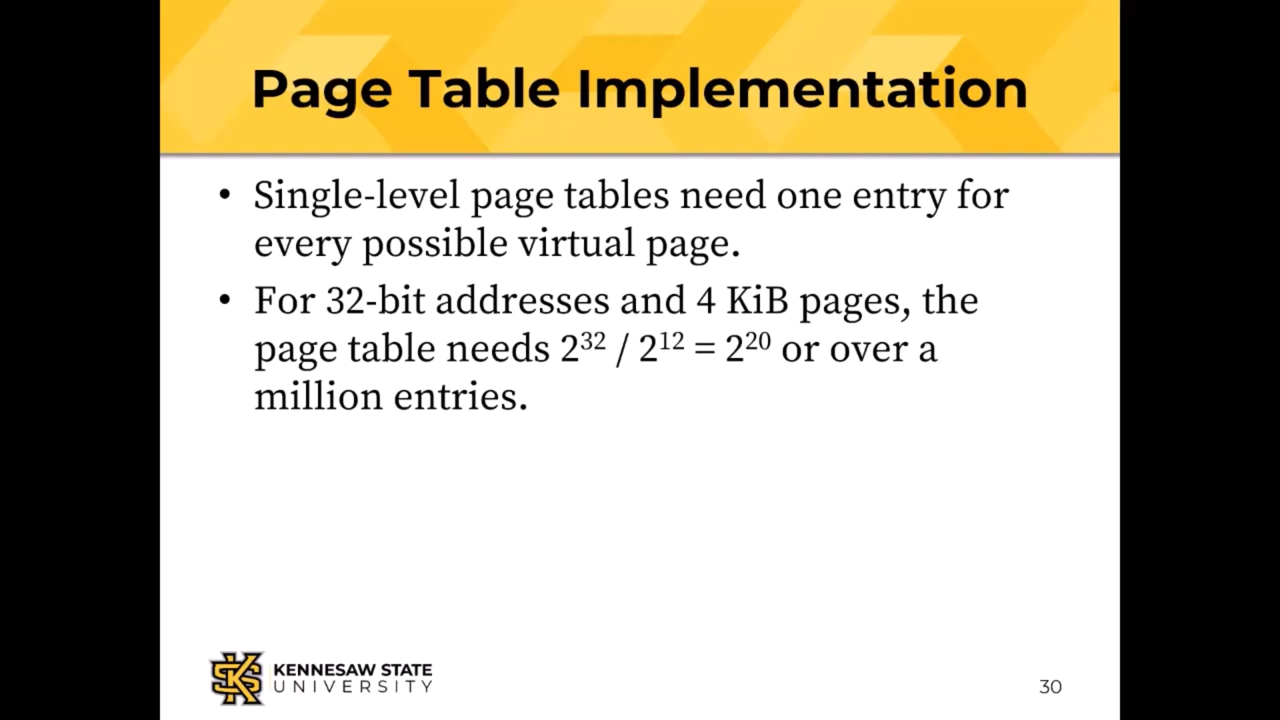 Page Table Implementation
• Single-level page tables need one entry for
every possible virtual page.
• For 32-bit addresses and 4 KiB pages, the
page table needs 2³² / 2¹² = 2²⁰ or over a
million entries.
KENNESAW STATE
UNIVERSITY
30